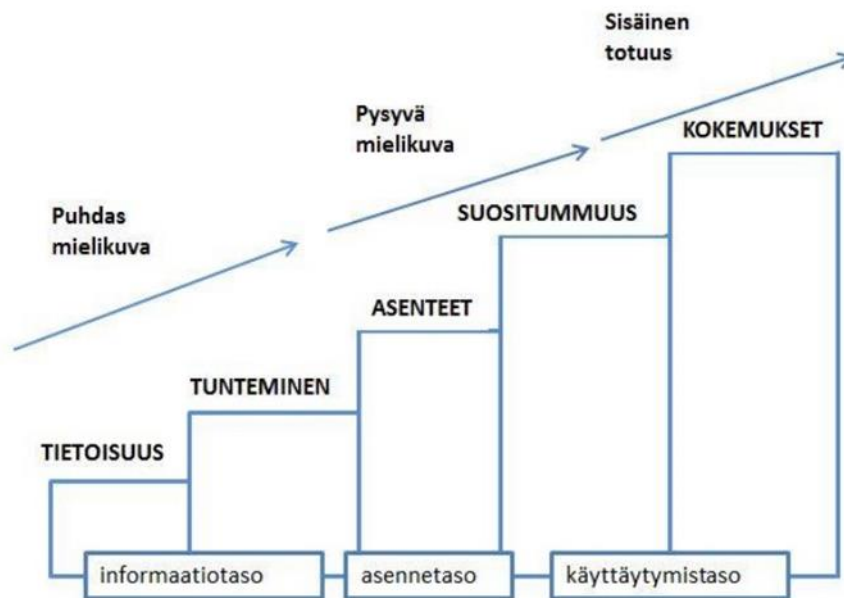 Sisäinen
totuus
Pysyvä
mielikuva
KOKEMUKSET
Puhdas
mielikuva
SUOSITUMMUUS
ASENTEET
TUNTEMINEN
TIETOISUUS
informaatiotaso
asennetaso
käyttäytymistaso